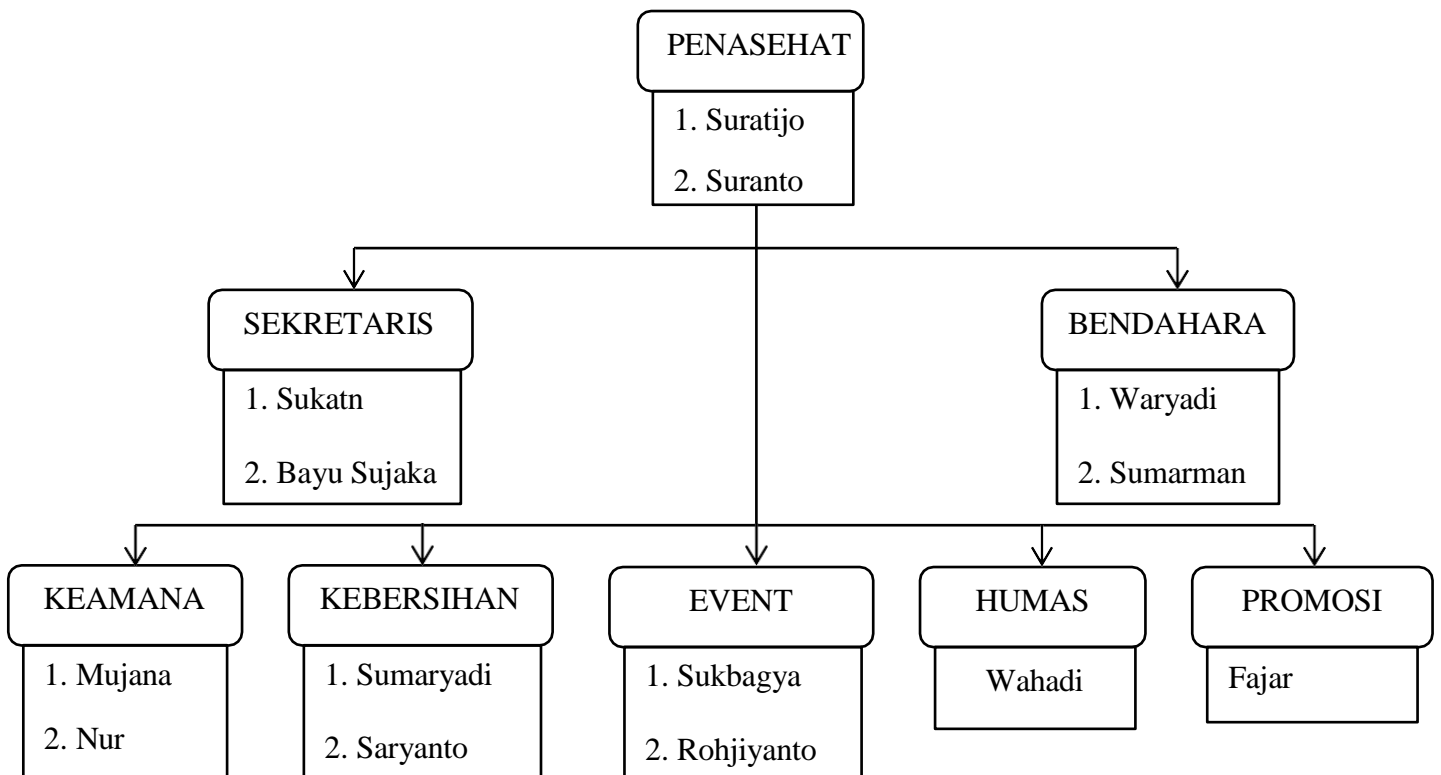 PENASEHAT
1. Suratijo
2. Suranto
SEKRETARIS
1. Sukatn
2. Bayu Sujaka
BENDAHARA
1. Waryadi
2. Sumarman
KEAMANA
1. Mujana
2. Nur
KEBERSIHAN
1. Sumaryadi
2. Saryanto
EVENT
1. Sukbagya
2. Rohjiyanto
HUMAS
Wahadi
PROMOSI
Fajar